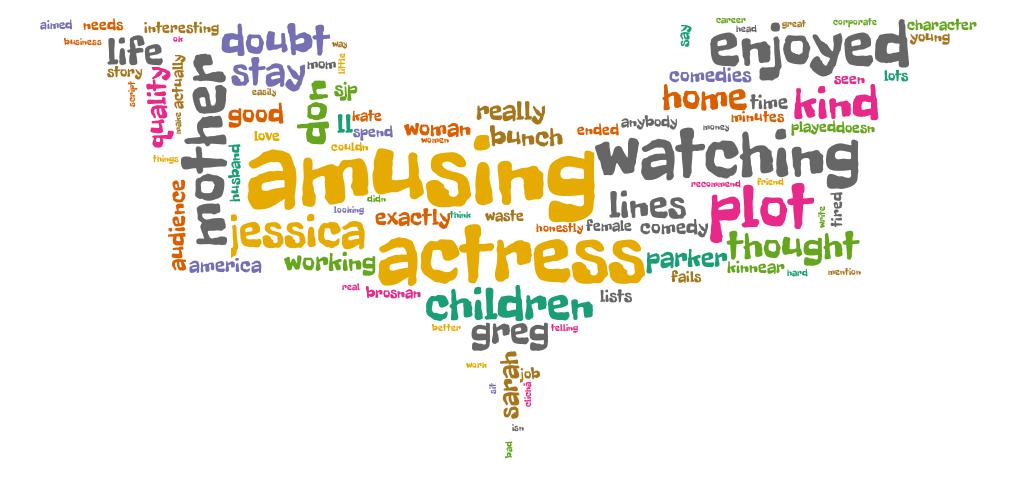 aimed needs
interesting
doubt
way
career
great
corporate
character
business
ok
life
head
say
enjoyed
young
story
actually
stay
mom
little
comedies
seen
lots
script
quality
make
mother
easily
don
sjp
home
time
kind
good
ll
kate
really
minutes
love
spend
woman
women
bunch
ended
anybody
money
playeddoesn
couldn
things
husband
amusing
watching
recommend
friend
audience
didn
looking
exactly
think
waste
lines
plot
write
tired
jessica
honestly
female
comedy
thought
america
working
actress
parker
kinnear
hard
mention
fails
real
brosnan
children
lists
better
greg
telling
work
sarah
job
sit
clichã
isn
bad